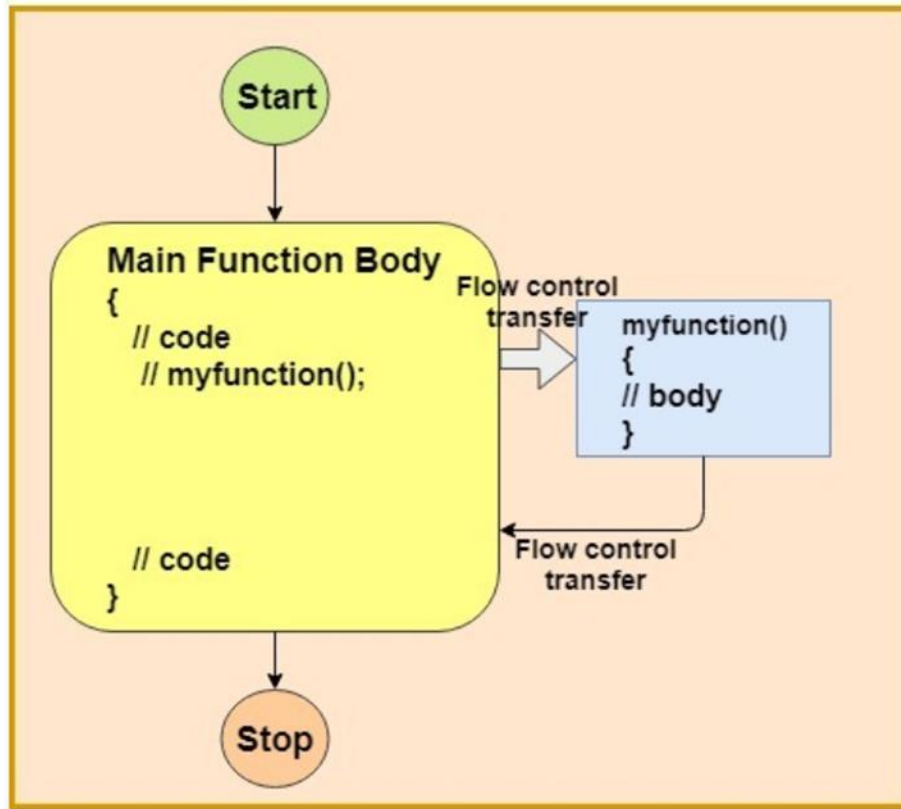 Start
Main Function Body
{
// code
// myfunction();
Flow control
transfer
myfunction()
{
// body
}
Flow control
transfer
// code
}
Stop